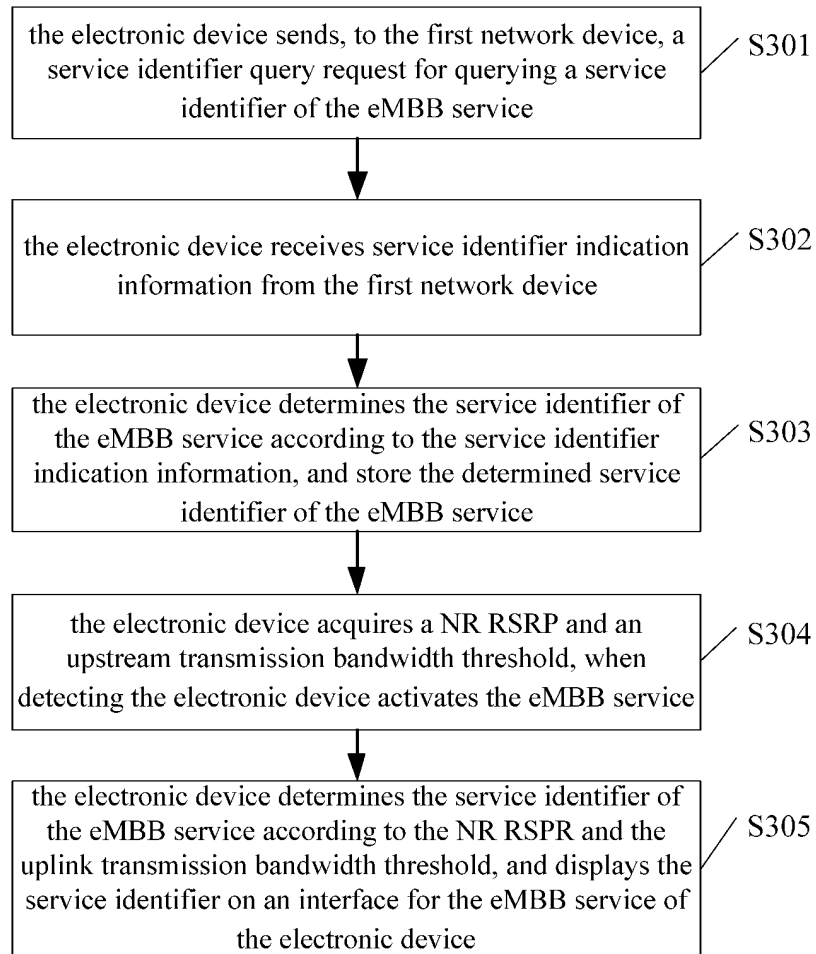 the electronic device sends, to the first network device, a
service identifier query request for querying a service
identifier of the eMBB service
S301
the electronic device receives service identifier indication
information from the first network device
S302
the electronic device determines the service identifier of
the eMBB service according to the service identifier
indication information, and store the determined service
identifier of the eMBB service
S303
the electronic device acquires a NR RSRP and an
upstream transmission bandwidth threshold, when
detecting the electronic device activates the eMBB service
S304
the electronic device determines the service identifier of
the eMBB service according to the NR RSPR and the
uplink transmission bandwidth threshold, and displays the
service identifier on an interface for the eMBB service of
the electronic device
S305